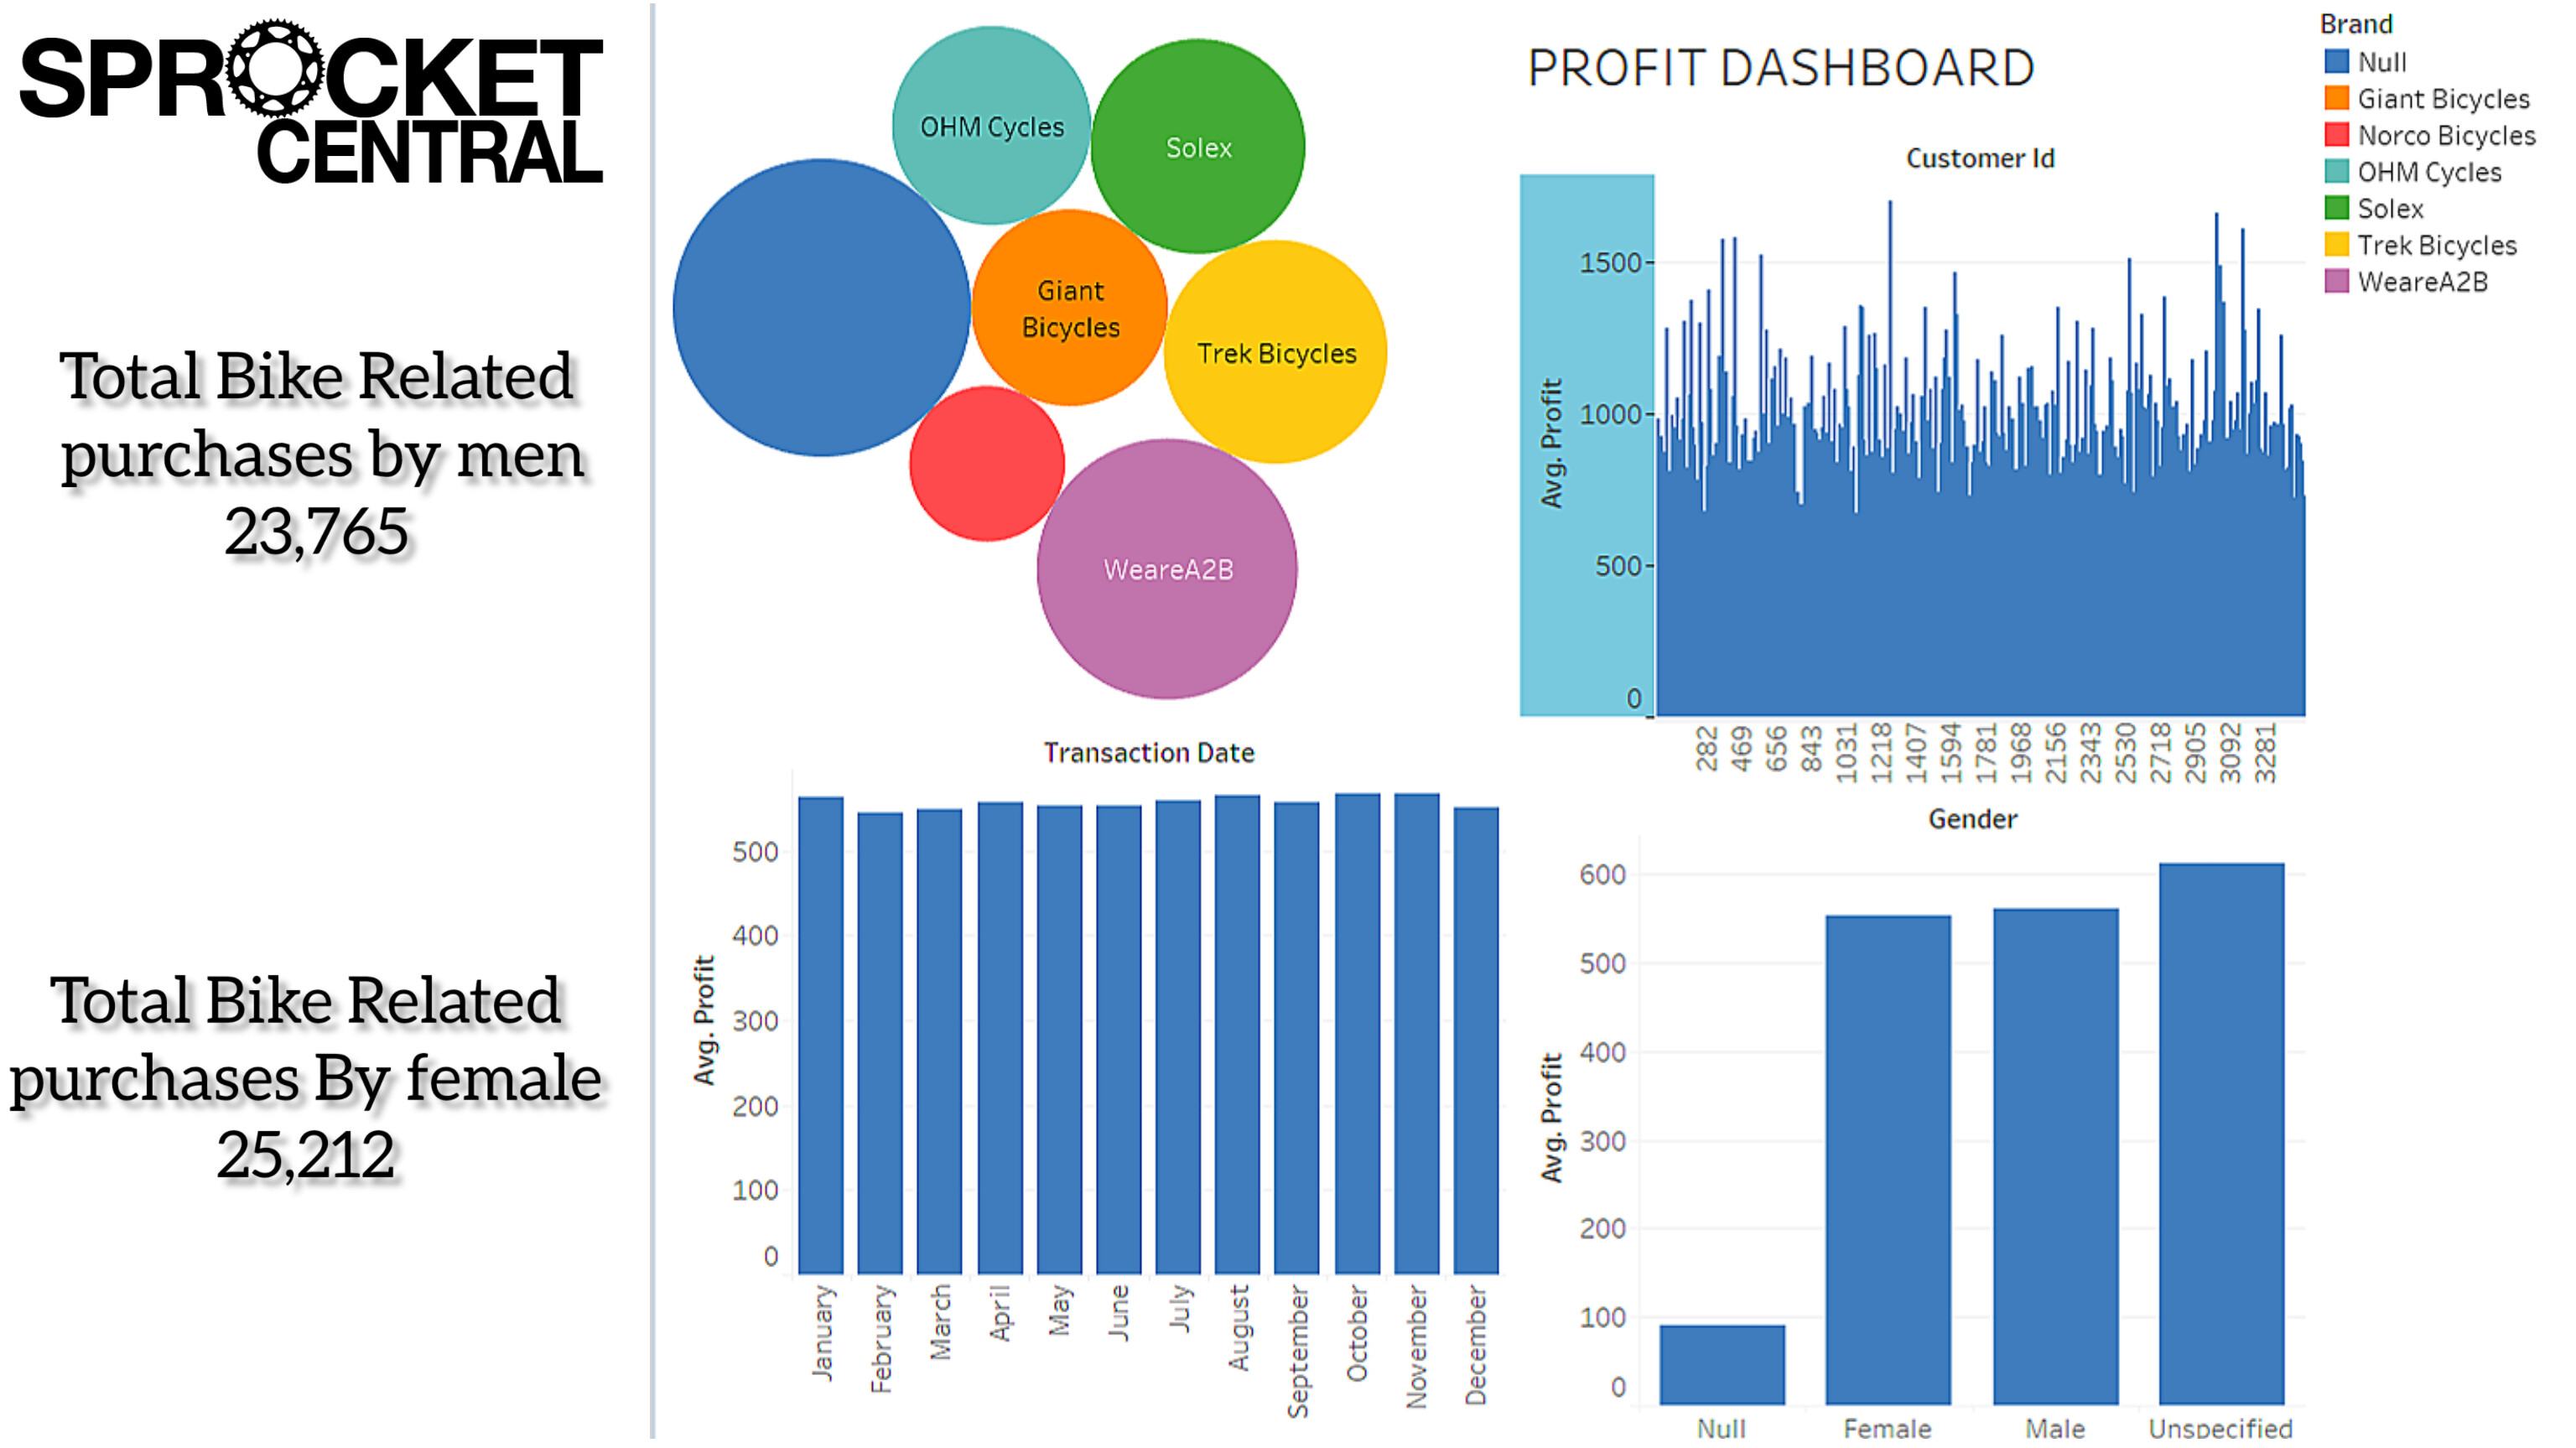 SPROCKET
CENTRAL
Total Bike Related
purchases by men
23,765
Total Bike Related
purchases By female
25,212
OHM Cycles
Solex
Giant
Bicycles
Trek Bicycles
WeareA2B
PROFIT DASHBOARD
Brand
Null
Giant Bicycles
Norco Bicycles
OHM Cycles
Solex
Trek Bicycles
WeareA2B
Customer Id
Avg. Profit
1500
1000
500
0
282
469
656
843
1031
1218
1407
1594
1781
1968
2156
2343
2530
2718
2905
3092
3281
Transaction Date
Avg. Profit
500
400
300
200
100
0
January
February
March
April
May
June
July
August
September
October
November
December
Gender
Avg. Profit
600
500
400
300
200
100
0
Null
Female
Male
Unspecified